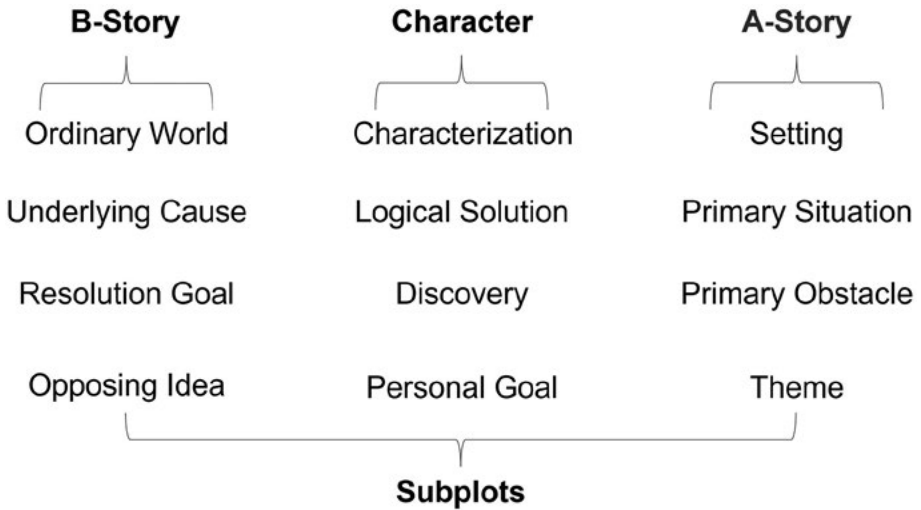 B-Story Character A-Story
Ordinary World Characterization Setting
Underlying Cause Logical Solution Primary Situation
Resolution Goal Discovery Primary Obstacle
Opposing Idea Personal Goal Theme
Subplots